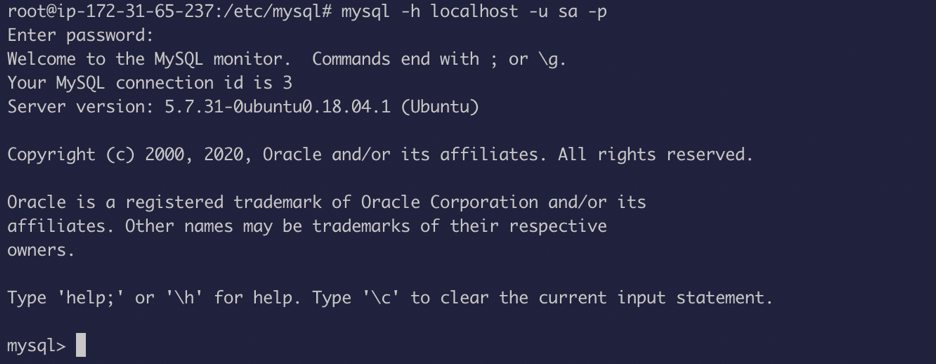 root@ip-172-31-65-237:/etc/mysql# mysql -h localhost -u sa -p
Enter password:
Welcome to the MySQL monitor.  Commands end with ; or \g.
Your MySQL connection id is 3
Server version: 5.7.31-0ubuntu0.18.04.1 (Ubuntu)
Copyright (c) 2000, 2020, Oracle and/or its affiliates. All rights reserved.
Oracle is a registered trademark of Oracle Corporation and/or its
affiliates. Other names may be trademarks of their respective
owners.
Type 'help;' or '\h' for help. Type '\c' to clear the current input statement.
mysql>